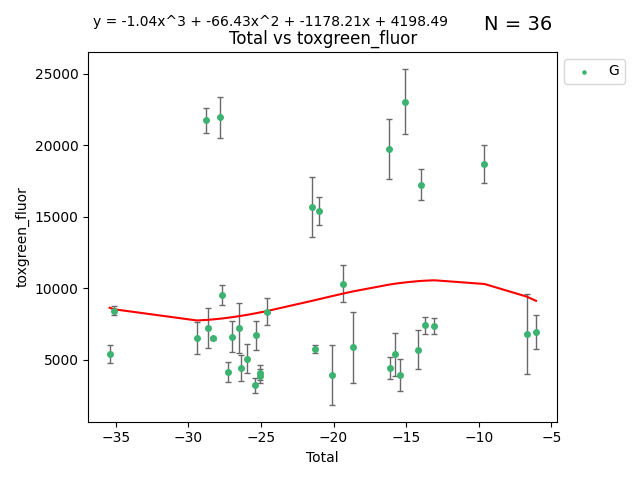 y = -1.04x^3 + -66.43x^2 + -1178.21x + 4198.49
N = 36
Total vs toxgreen_fluor
G
25000
20000
15000
10000
5000
toxgreen_fluor
−35 −30 −25 −20 −15 −10 −5
Total